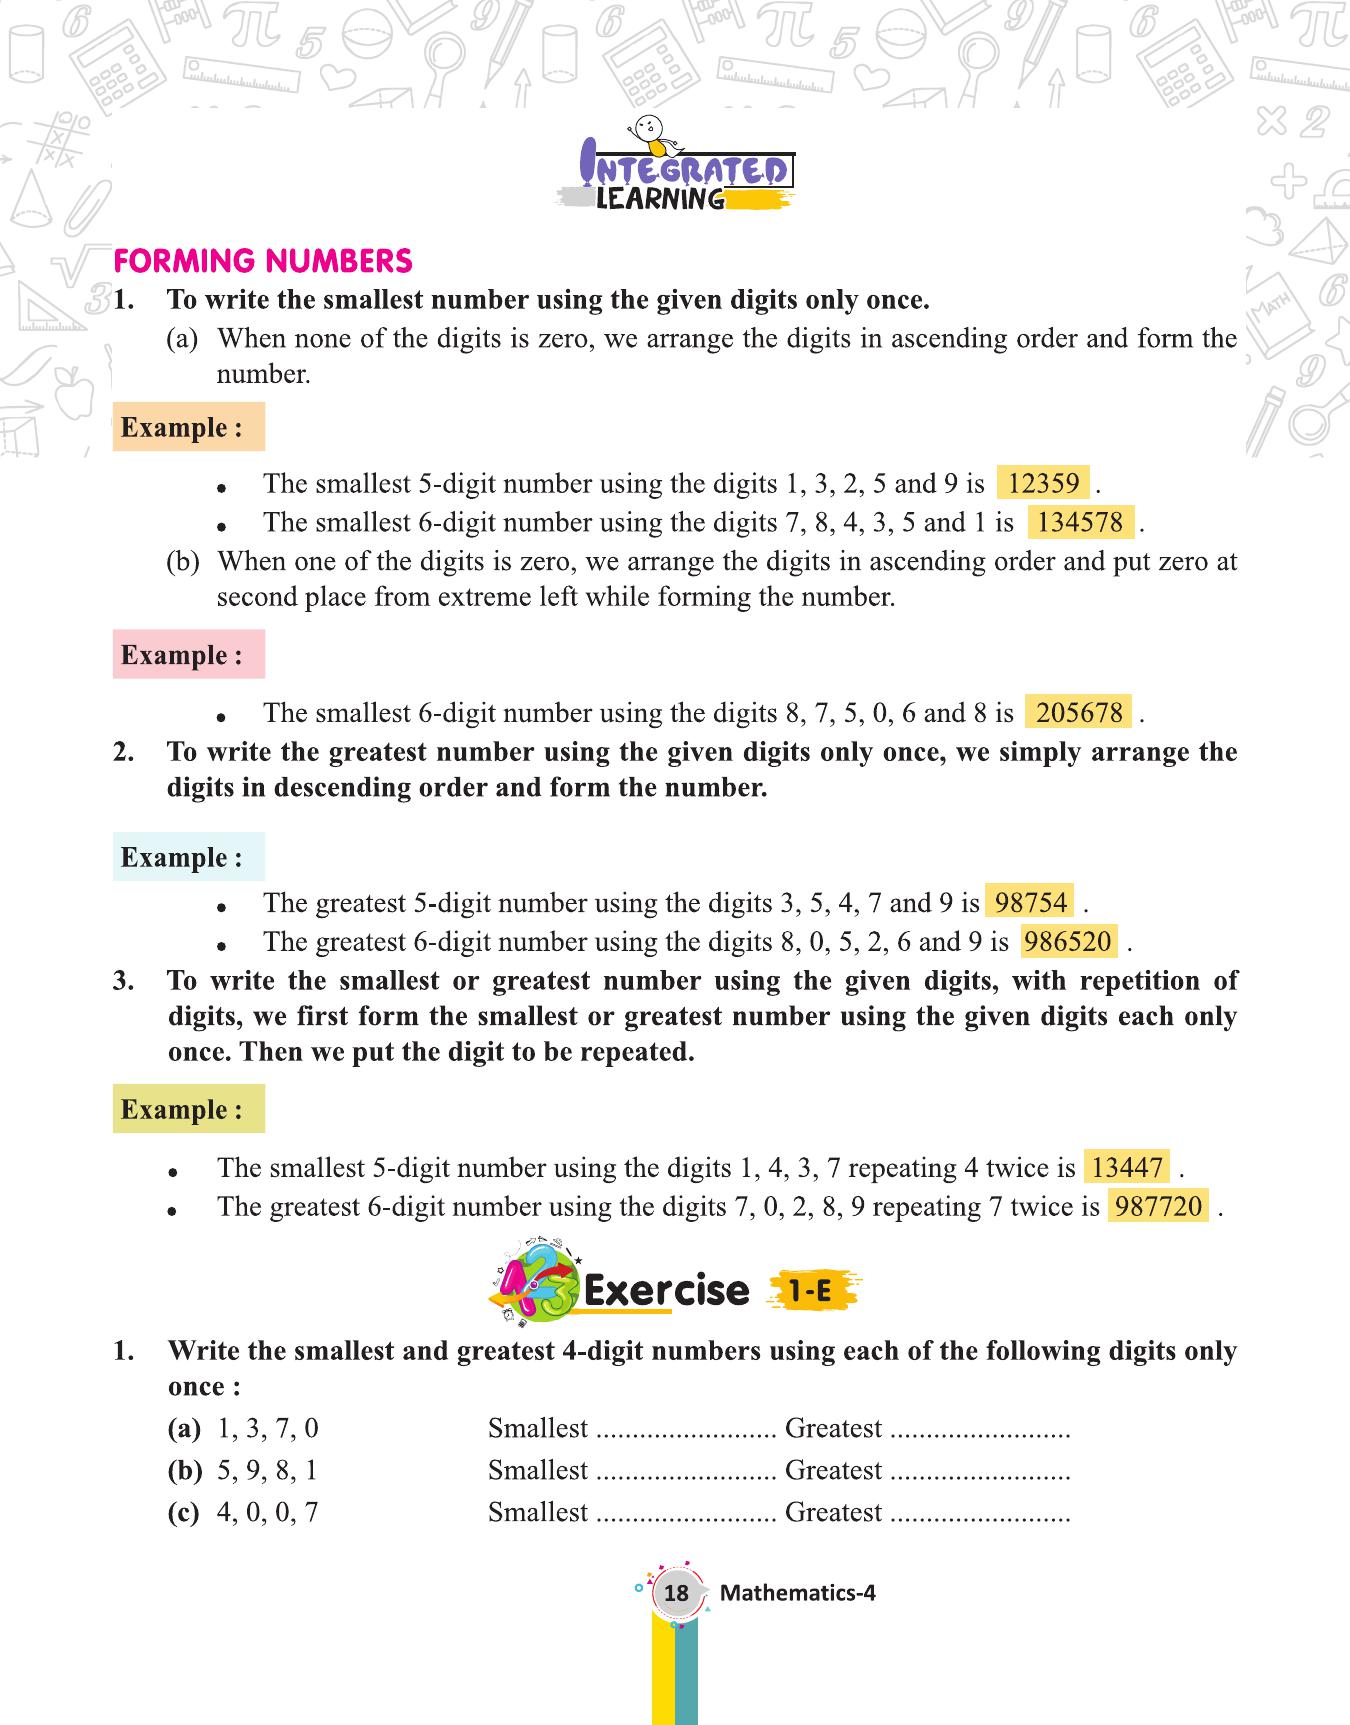 INTEGRATED
LEARNING
FORMING NUMBERS
1. To write the smallest number using the given digits only once.
(a) When none of the digits is zero, we arrange the digits in ascending order and form the
number.
Example :
• The smallest 5-digit number using the digits 1, 3, 2, 5 and 9 is 12359 .
• The smallest 6-digit number using the digits 7, 8, 4, 3, 5 and 1 is 134578 .
(b) When one of the digits is zero, we arrange the digits in ascending order and put zero at
second place from extreme left while forming the number.
Example :
• The smallest 6-digit number using the digits 8, 7, 5, 0, 6 and 8 is 205678 .
2. To write the greatest number using the given digits only once, we simply arrange the
digits in descending order and form the number.
Example :
• The greatest 5-digit number using the digits 3, 5, 4, 7 and 9 is 98754 .
• The greatest 6-digit number using the digits 8, 0, 5, 2, 6 and 9 is 986520 .
3. To write the smallest or greatest number using the given digits, with repetition of
digits, we first form the smallest or greatest number using the given digits each only
once. Then we put the digit to be repeated.
Example :
• The smallest 5-digit number using the digits 1, 4, 3, 7 repeating 4 twice is 13447 .
• The greatest 6-digit number using the digits 7, 0, 2, 8, 9 repeating 7 twice is 987720 .
Exercise 1-E
1. Write the smallest and greatest 4-digit numbers using each of the following digits only
once :
(a) 1, 3, 7, 0 Smallest ......................... Greatest .........................
(b) 5, 9, 8, 1 Smallest ......................... Greatest .........................
(c) 4, 0, 0, 7 Smallest ......................... Greatest .........................
18 Mathematics-4